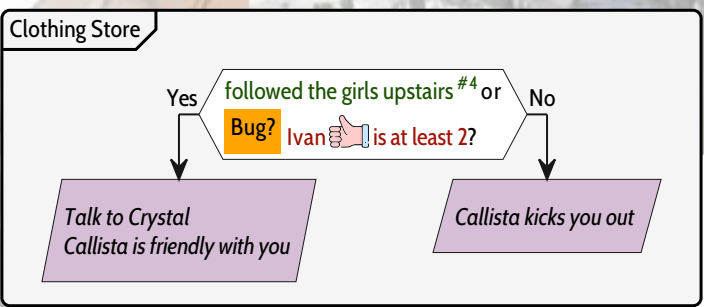 Clothing Store
followed the girls upstairs #4 or
Yes
No
Bug? Ivan is at least 2?
Talk to Crystal
Callista is friendly with you
Callista kicks you out